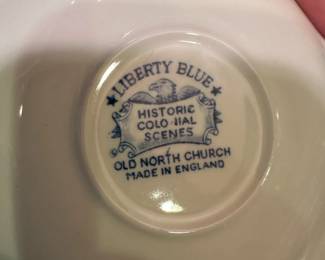 ★ LIBERTY BLUE ★
HISTORIC
COLONIAL
SCENES
OLD NORTH CHURCH
MADE IN ENGLAND